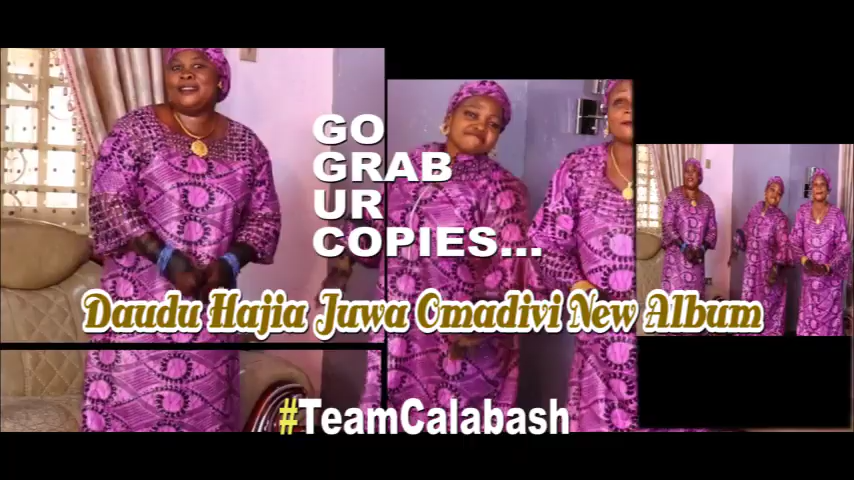 GO
GRAB
UR
COPIES...
Daudu Hajia Juwa Omadivi New Album
#TeamCalabash